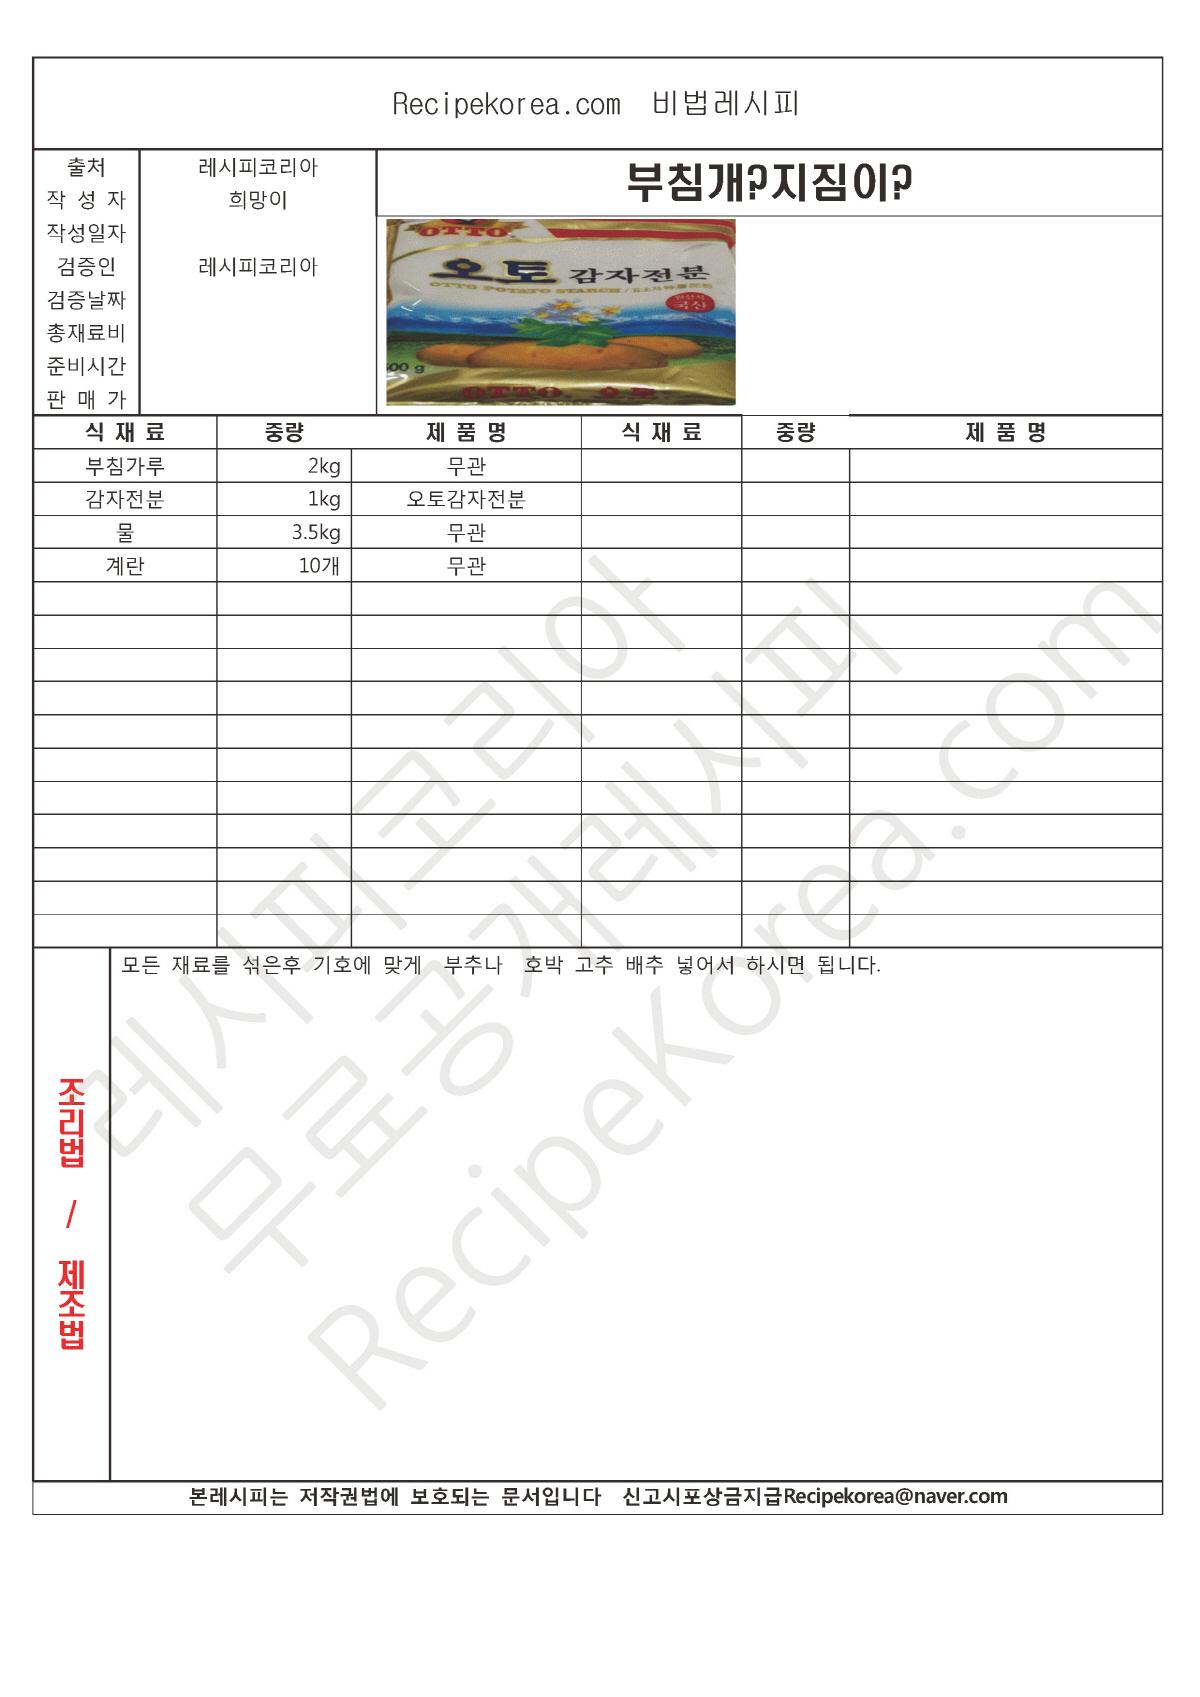 Recipekorea.com 비법레시피
출처 레시피코리아 부침개?지짐이?
작 성 자 희망이
작성일자
검증인 레시피코리아
검증날짜
총재료비
준비시간
판 매 가
OTTO.
오토 감자전분
OTTO POTATO STARCH
원산지
국산
500 g
OTTO. 오토.
식 재 료 중량 제 품 명 식 재 료 중량 제 품 명
부침가루 2kg 무관
감자전분 1kg 오토감자전분
물 3.5kg 무관
계란 10개 무관
모든 재료를 섞은후 기호에 맞게 부추나 호박 고추 배추 넣어서 하시면 됩니다.
조리법 / 제조법
레시피코리아
무료공개레시피
RecipeKorea.com
본레시피는 저작권법에 보호되는 문서입니다 신고시포상금지급Recipekorea@naver.com